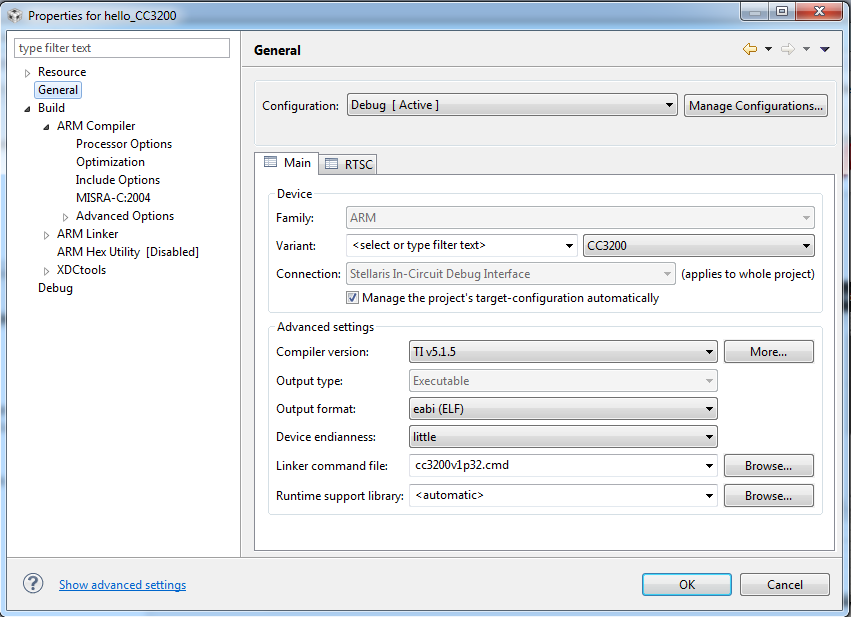 Properties for hello_CC3200
type filter text
Resource
General
Build
ARM Compiler
Processor Options
Optimization
Include Options
MISRA-C:2004
Advanced Options
ARM Linker
ARM Hex Utility [Disabled]
XDCtools
Debug
General
Configuration: Debug [ Active ] Manage Configurations...
Main RTSC
Device
Family: ARM
Variant: <select or type filter text> CC3200
Connection: Stellaris In-Circuit Debug Interface (applies to whole project)
Manage the project's target-configuration automatically
Advanced settings
Compiler version: TI v5.1.5 More...
Output type: Executable
Output format: eabi (ELF)
Device endianness: little
Linker command file: cc3200v1p32.cmd Browse...
Runtime support library: <automatic> Browse...
? Show advanced settings OK Cancel